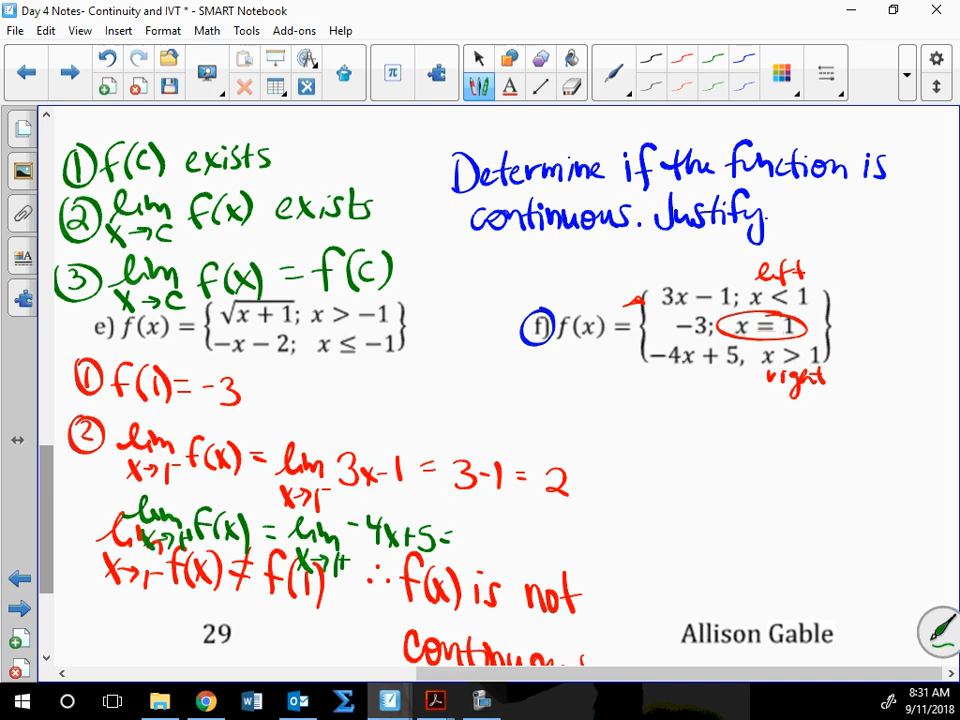 Day 4 Notes- Continuity and IVT * - SMART Notebook
File Edit View Insert Format Math Tools Add-ons Help
π
A
① f(c) exists
② lim x→c f(x) exists
③ lim x→c f(x) = f(c)
Determine if the function is
continuous. Justify.
e) f(x) = { √x + 1; x > −1
−x − 2; x ≤ −1 }
left
f) f(x) = { 3x − 1; x < 1
−3; x = 1
−4x + 5, x > 1 }
right
① f(1) = -3
② lim x→1⁻ f(x) = lim x→1⁻ 3x-1 = 3-1 = 2
lim x→1⁺ f(x) = lim x→1⁺ -4x+5 =
lim x→1⁻ f(x) ≠ f(1) ∴ f(x) is not
continuous
29
Allison Gable
8:31 AM
9/11/2018